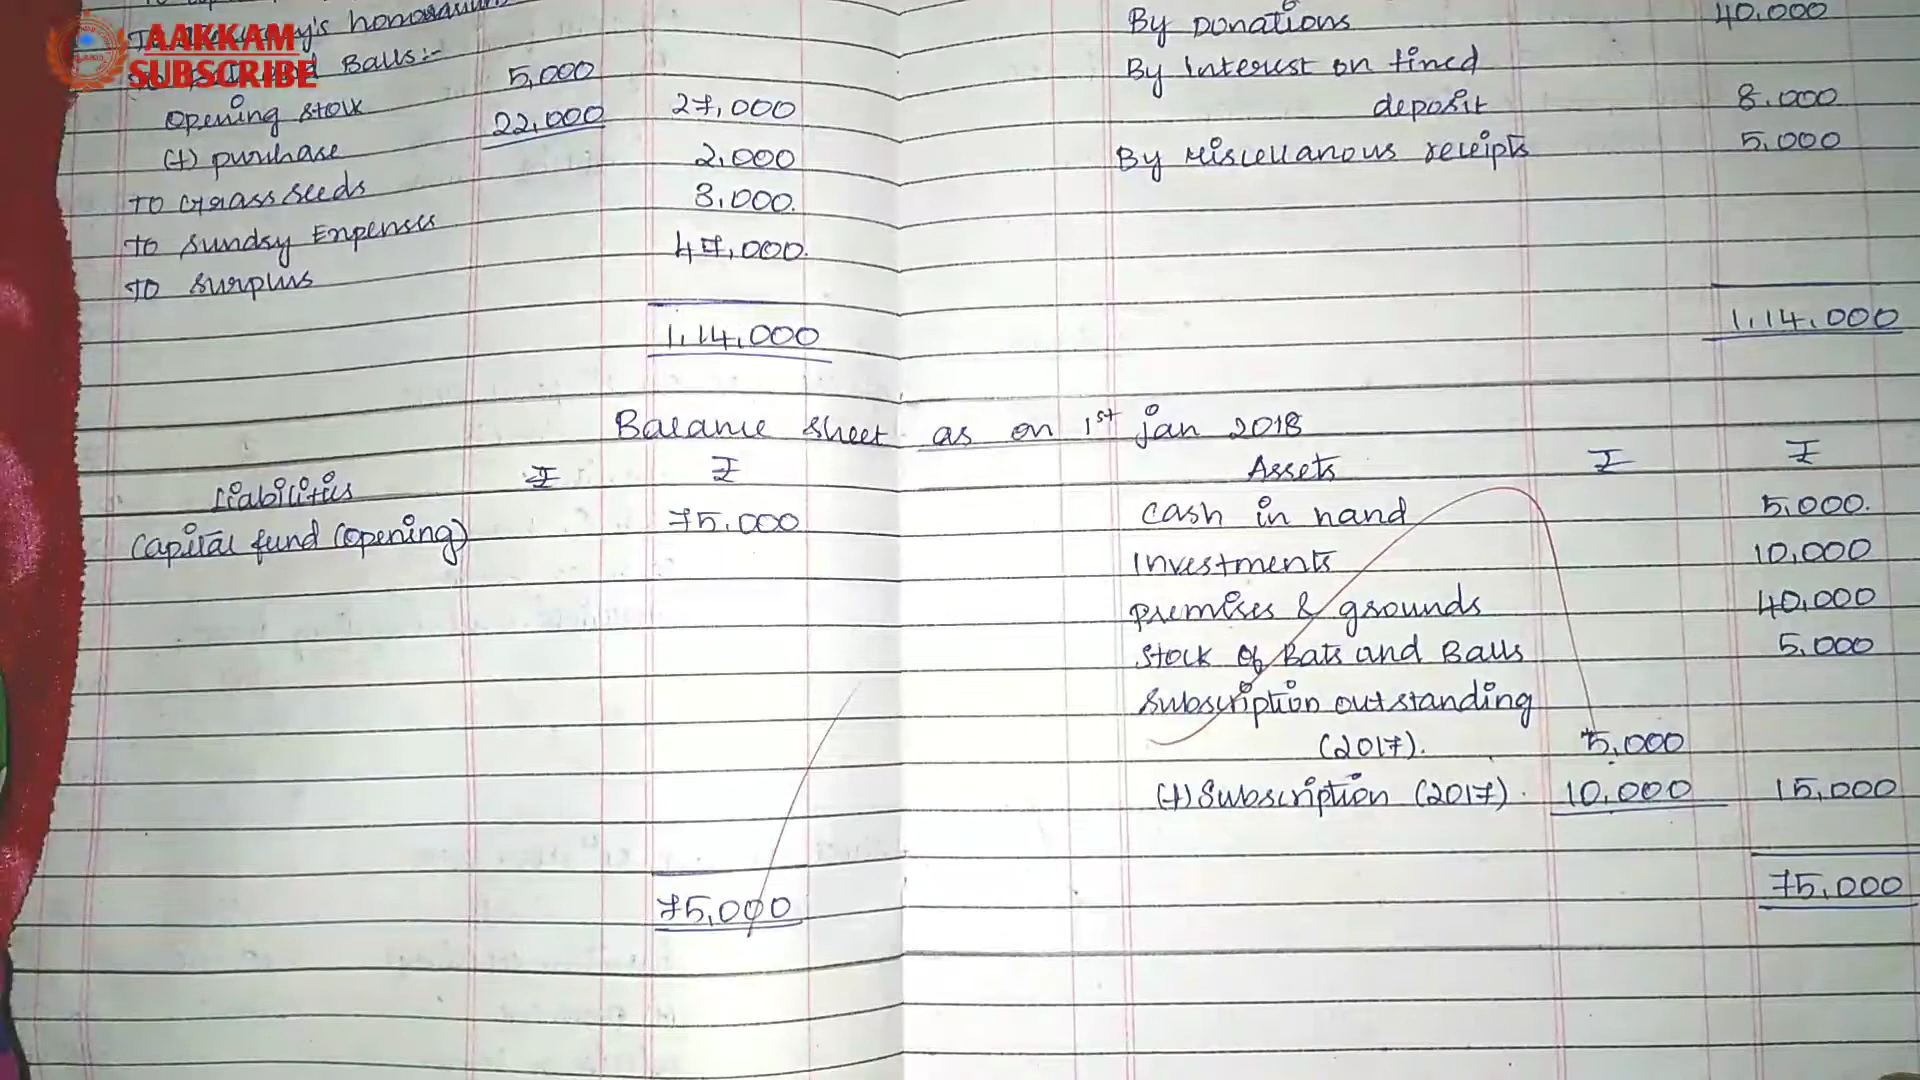 AAKKAM
SUBSCRIBE
honorarium
Balls:-
Opening stock 5,000
(+) purchase 22,000 27,000
To Grass seeds 2,000
To Sundry Expenses 3,000.
To Surplus 47,000.
1,14,000
By Donations 40,000
By Interest on fined
deposit 8.000
By Miscellanous receipts 5,000
1,14,000
Balance sheet as on 1st Jan 2018
Liabilities ₹ ₹
Capital fund (opening) 75,000
75,000
Assets ₹ ₹
Cash in hand 5,000.
Investments 10,000
premises & grounds 40,000
Stock of Bats and Balls 5,000
Subscription outstanding
(2017). 5,000
(+) Subscription (2017). 10,000 15,000
75,000